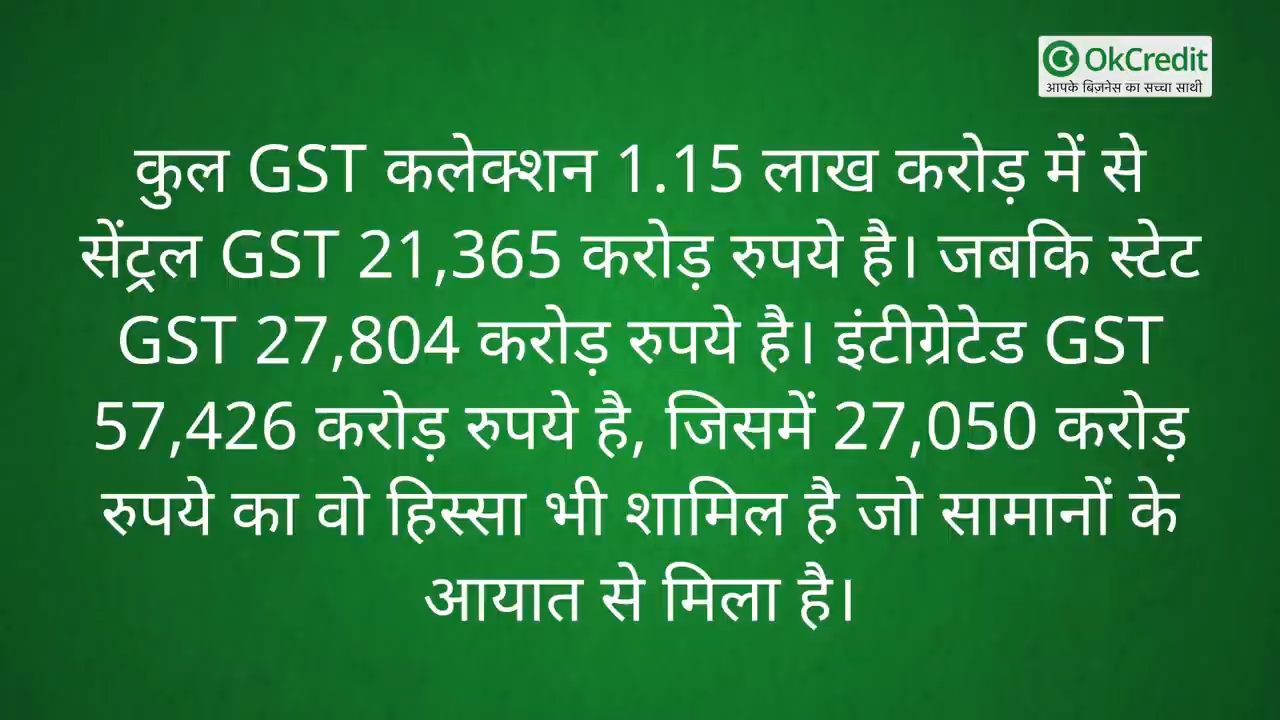 OkCredit
आपके बिज़नेस का सच्चा साथी
कुल GST कलेक्शन 1.15 लाख करोड़ में से
सेंट्रल GST 21,365 करोड़ रुपये है। जबकि स्टेट
GST 27,804 करोड़ रुपये है। इंटीग्रेटेड GST
57,426 करोड़ रुपये है, जिसमें 27,050 करोड़
रुपये का वो हिस्सा भी शामिल है जो सामानों के
आयात से मिला है।